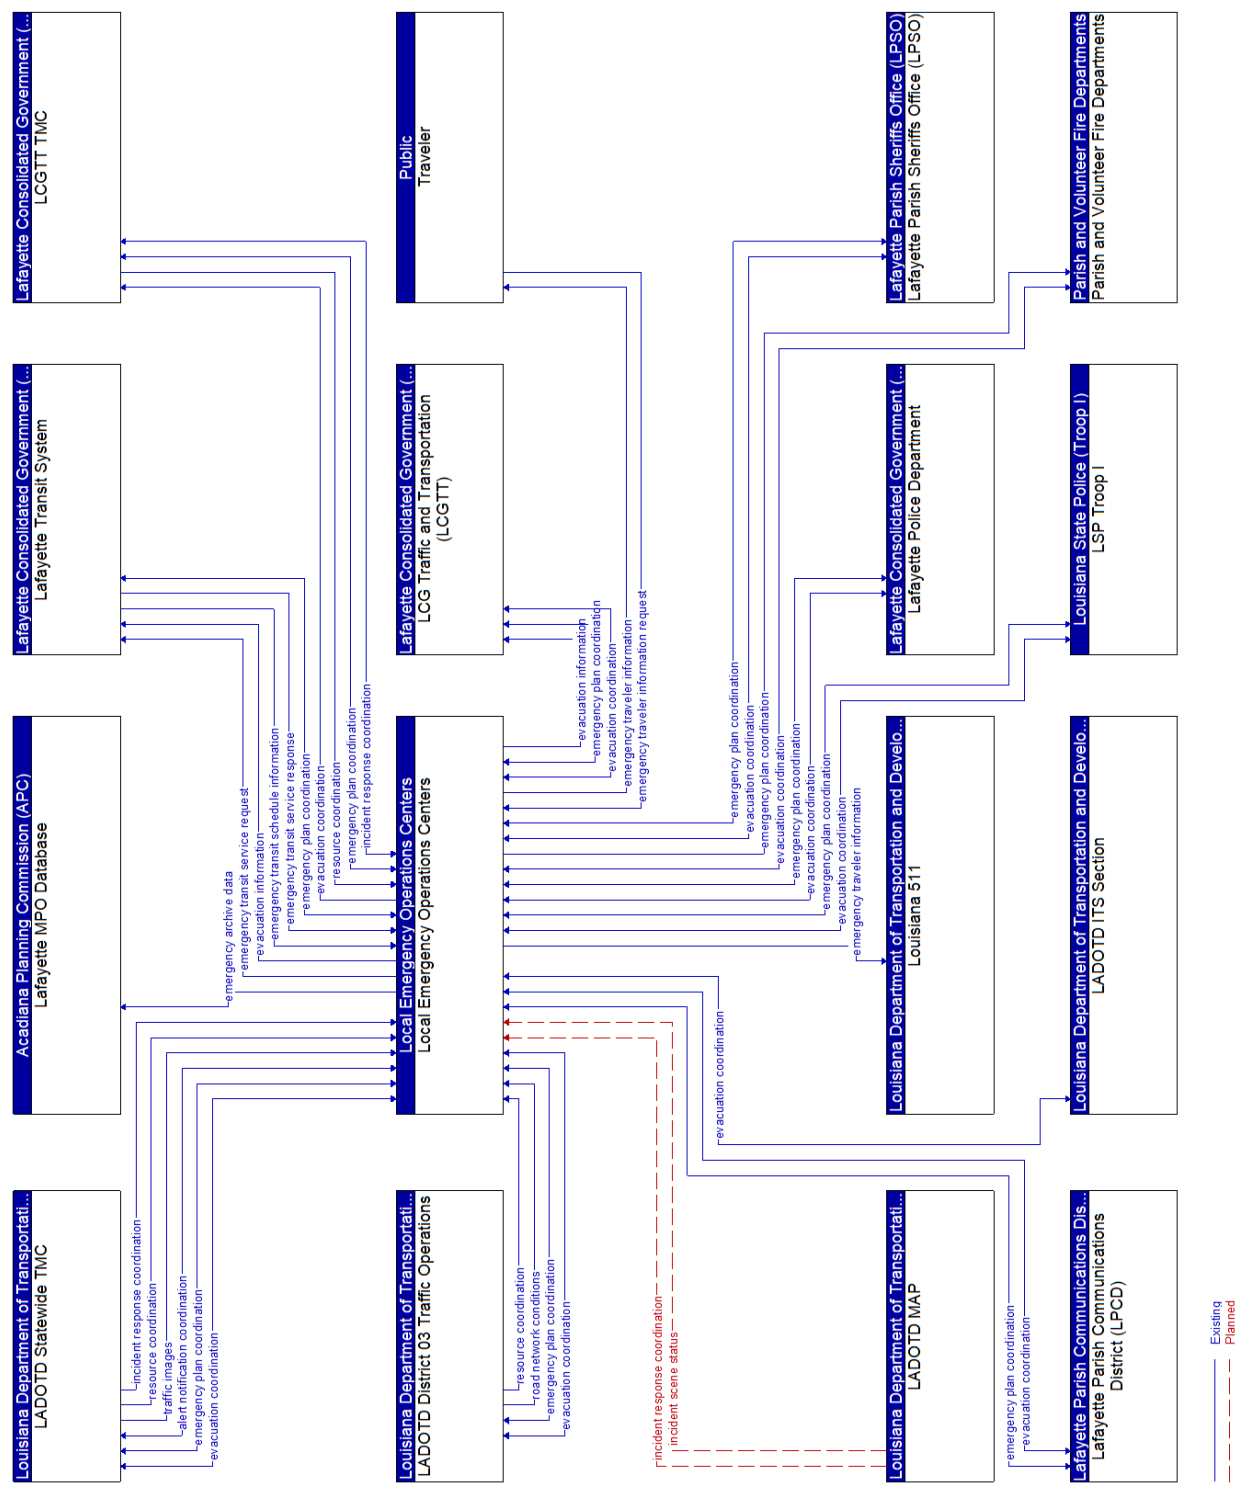 Lafayette Consolidated Government (...
LCGTT TMC
Public
Traveler
Lafayette Parish Sheriffs Office (LPSO)
Lafayette Parish Sheriffs Office (LPSO)
Parish and Volunteer Fire Departments
Parish and Volunteer Fire Departments
Lafayette Consolidated Government (...
Lafayette Transit System
Lafayette Consolidated Government (...
LCG Traffic and Transportation
(LCGTT)
Lafayette Consolidated Government (...
Lafayette Police Department
Louisiana State Police (Troop I)
LSP Troop I
Acadiana Planning Commission (APC)
Lafayette MPO Database
Local Emergency Operations Centers
Local Emergency Operations Centers
Louisiana Department of Transportation and Develo...
Louisiana 511
Louisiana Department of Transportation and Develo...
LADOTD ITS Section
Louisiana Department of Transportati...
LADOTD Statewide TMC
Louisiana Department of Transportati...
LADOTD District 03 Traffic Operations
Louisiana Department of Transportati...
LADOTD MAP
Lafayette Parish Communications Dis...
Lafayette Parish Communications
District (LPCD)
emergency archive data
emergency transit service request
evacuation information
emergency transit schedule information
emergency transit service response
emergency plan coordination
evacuation coordination
resource coordination
emergency plan coordination
incident response coordination
evacuation information
emergency plan coordination
evacuation coordination
emergency traveler information
emergency traveler information request
emergency plan coordination
evacuation coordination
emergency plan coordination
evacuation coordination
emergency plan coordination
evacuation coordination
emergency plan coordination
evacuation coordination
emergency traveler information
evacuation coordination
incident response coordination
resource coordination
traffic images
alert notification coordination
emergency plan coordination
evacuation coordination
resource coordination
road network conditions
emergency plan coordination
evacuation coordination
incident response coordination
incident scene status
emergency plan coordination
evacuation coordination
Existing
Planned